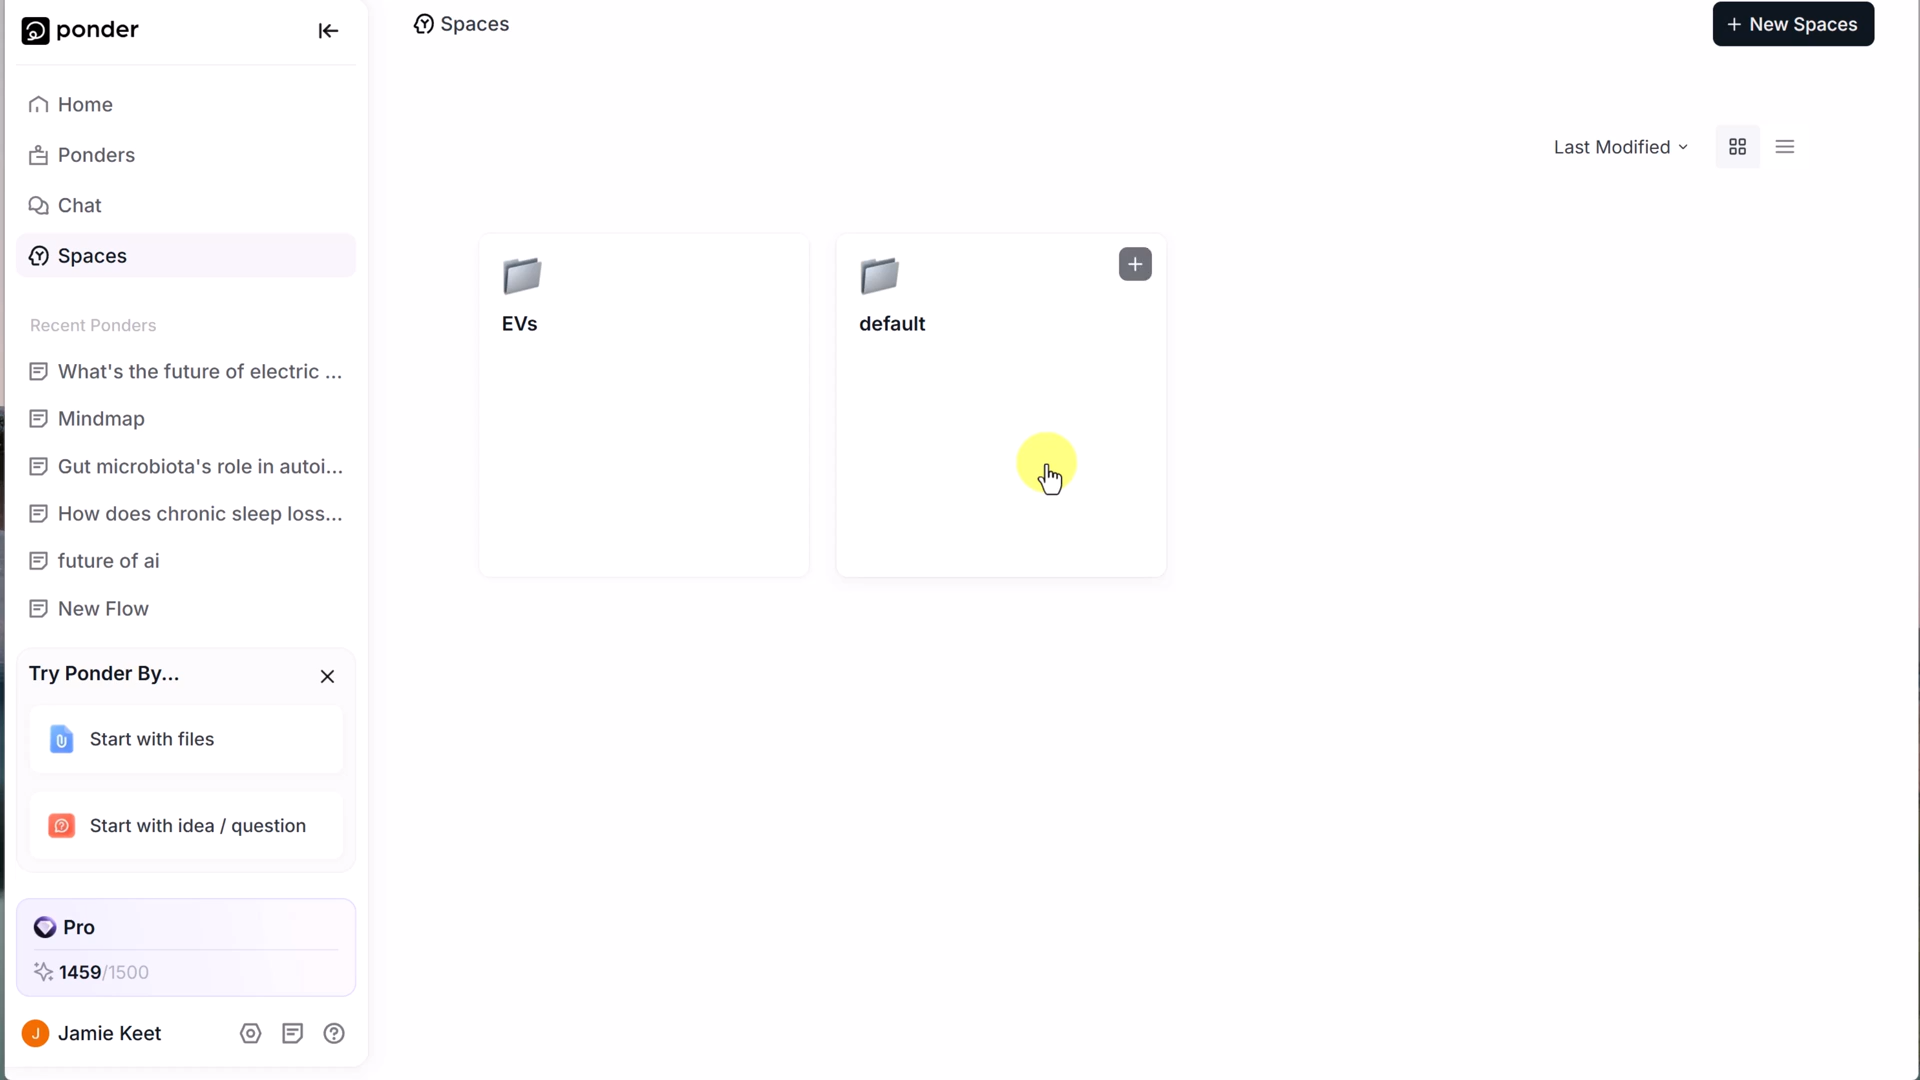 ponder
Home
Ponders
Chat
Spaces
Recent Ponders
What's the future of electric ...
Mindmap
Gut microbiota's role in autoi...
How does chronic sleep loss...
future of ai
New Flow
Try Ponder By...
Start with files
Start with idea / question
Pro
1459/1500
J Jamie Keet
Spaces
+ New Spaces
Last Modified
EVs
default